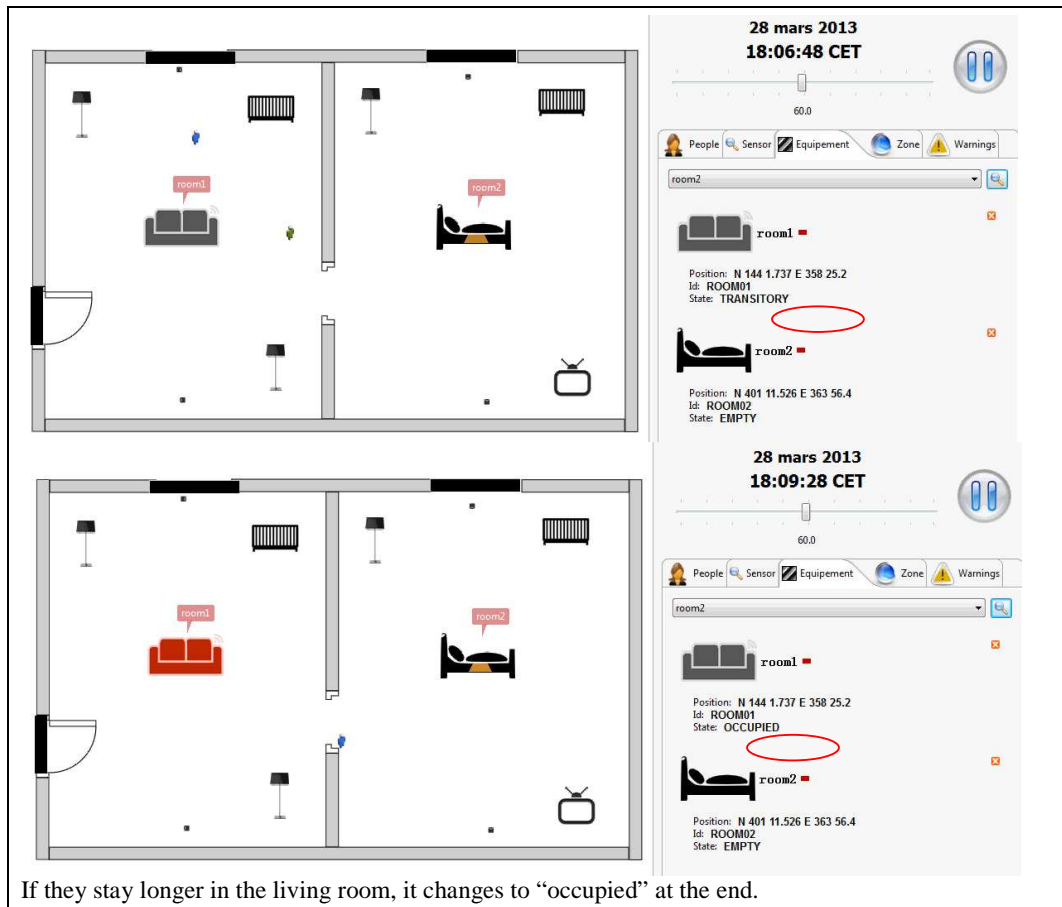 28 mars 2013
18:06:48 CET
60.0
People Sensor Equipement Zone Warnings
room2
room1
room2
room1
Position: N 144 1.737 E 358 25.2
Id: ROOM01
State: TRANSITORY
room2
Position: N 401 11.526 E 363 56.4
Id: ROOM02
State: EMPTY
28 mars 2013
18:09:28 CET
60.0
People Sensor Equipement Zone Warnings
room2
room1
room2
room1
Position: N 144 1.737 E 358 25.2
Id: ROOM01
State: OCCUPIED
room2
Position: N 401 11.526 E 363 56.4
Id: ROOM02
State: EMPTY
If they stay longer in the living room, it changes to “occupied” at the end.